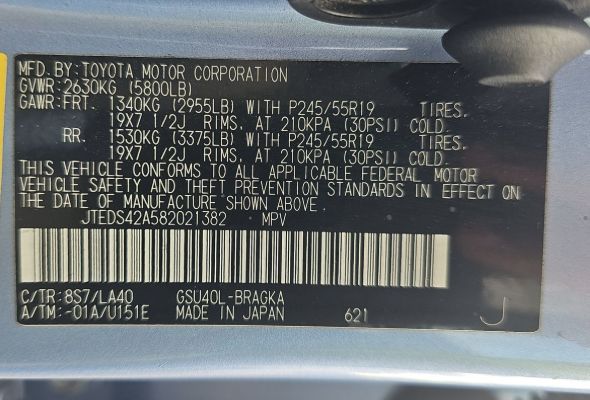 MFD.BY:TOYOTA MOTOR CORPORATION
GVWR:2630KG (5800LB)
GAWR:FRT. 1340KG (2955LB) WITH P245/55R19 TIRES,
19X7 1/2J RIMS, AT 210KPA (30PSI) COLD.
RR. 1530KG (3375LB) WITH P245/55R19 TIRES,
19X7 1/2J RIMS, AT 210KPA (30PSI) COLD.
THIS VEHICLE CONFORMS TO ALL APPLICABLE FEDERAL MOTOR
VEHICLE SAFETY AND THEFT PREVENTION STANDARDS IN EFFECT ON
THE DATE OF MANUFACTURE SHOWN ABOVE.
JTEDS42A582021382 MPV
C/TR:8S7/LA40 GSU40L-BRAGKA
A/TM:-01A/U151E MADE IN JAPAN 621 J